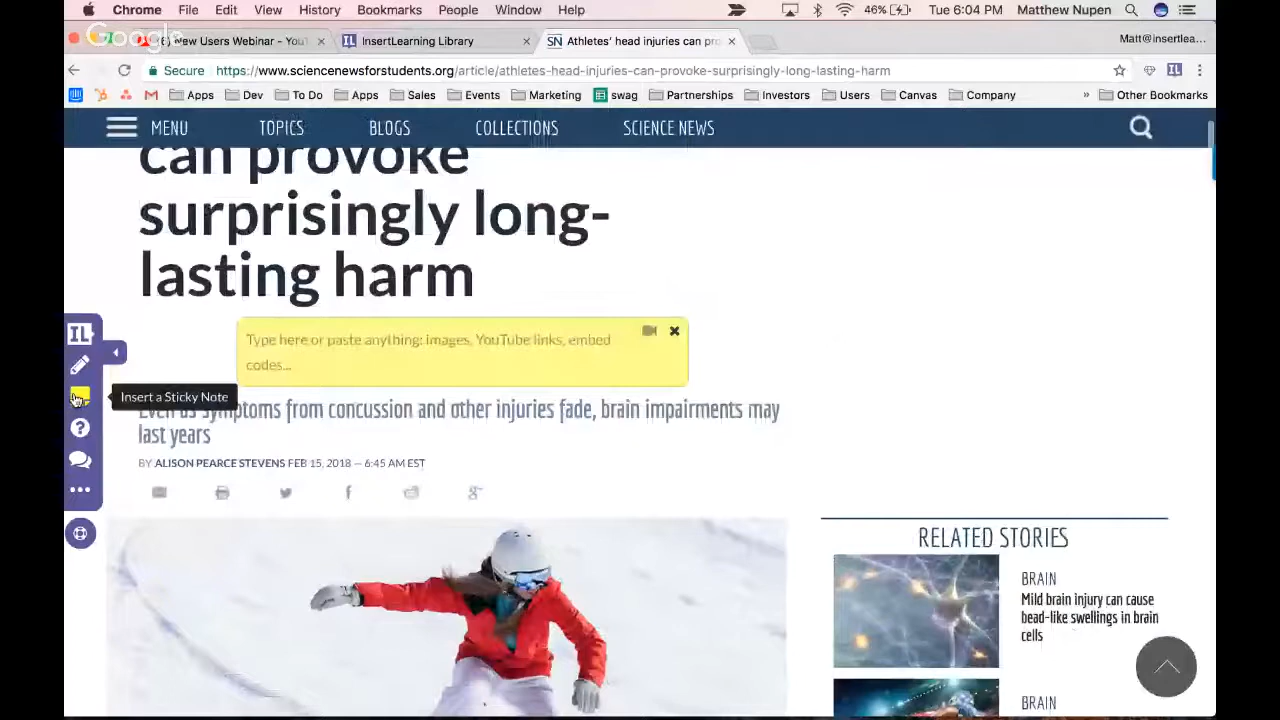 Chrome File Edit View History Bookmarks People Window Help 46% Tue 6:04 PM Matthew Nupen
Google
New Users Webinar - You InsertLearning Library SN Athletes' head injuries can pro Matt@insertlea...
Secure https://www.sciencenewsforstudents.org/article/athletes-head-injuries-can-provoke-surprisingly-long-lasting-harm
Apps Dev To Do Apps Sales Events Marketing swag Partnerships Investors Users Canvas Company » Other Bookmarks
MENU TOPICS BLOGS COLLECTIONS SCIENCE NEWS
can provoke
surprisingly long-
lasting harm
IL
Type here or paste anything: images, YouTube links, embed
codes...
Insert a Sticky Note
Even as symptoms from concussion and other injuries fade, brain impairments may
last years
BY ALISON PEARCE STEVENS FEB 15, 2018 — 6:45 AM EST
RELATED STORIES
BRAIN
Mild brain injury can cause
bead-like swellings in brain
cells
BRAIN